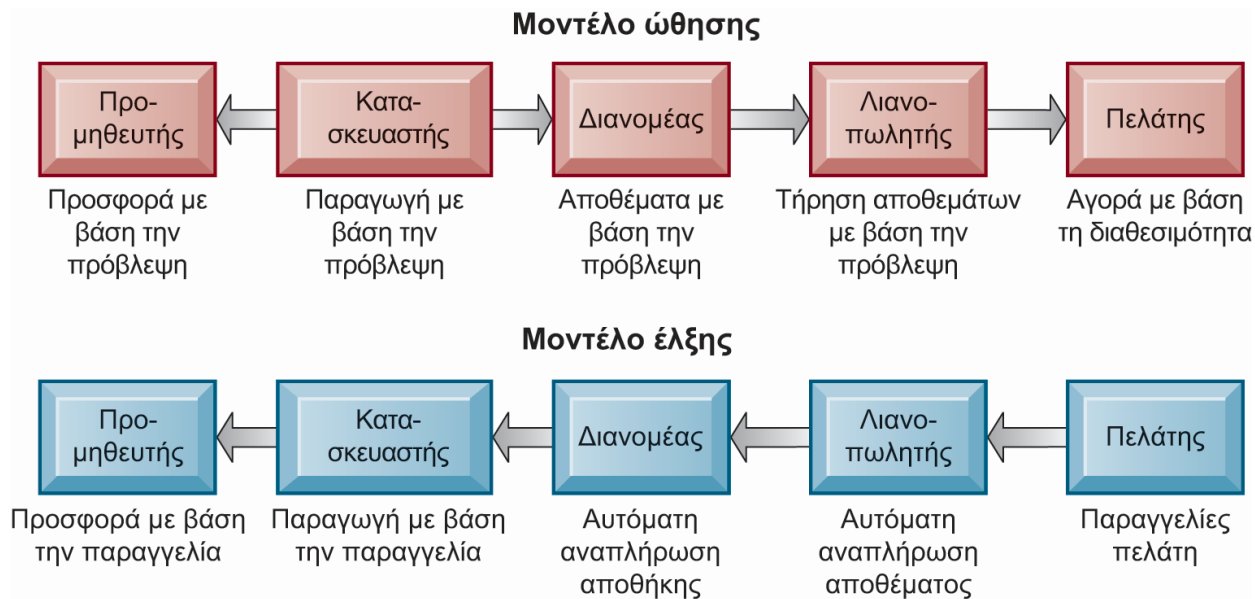 Μοντέλο ώθησης
Προ-
μηθευτής
Κατα-
σκευαστής
Διανομέας
Λιανο-
πωλητής
Πελάτης
Προσφορά με
βάση την
πρόβλεψη
Παραγωγή με
βάση την
πρόβλεψη
Αποθέματα με
βάση την
πρόβλεψη
Τήρηση αποθεμάτων
με βάση την
πρόβλεψη
Αγορά με βάση
τη διαθεσιμότητα
Μοντέλο έλξης
Προ-
μηθευτής
Κατα-
σκευαστής
Διανομέας
Λιανο-
πωλητής
Πελάτης
Προσφορά με βάση
την παραγγελία
Παραγωγή με βάση
την παραγγελία
Αυτόματη
αναπλήρωση
αποθήκης
Αυτόματη
αναπλήρωση
αποθέματος
Παραγγελίες
πελάτη